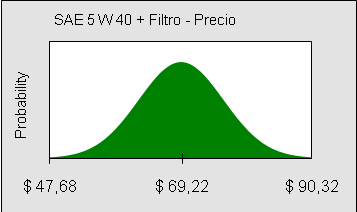 SAE 5 W 40 + Filtro - Precio
Probability
$ 47,68
$ 69,22
$ 90,32